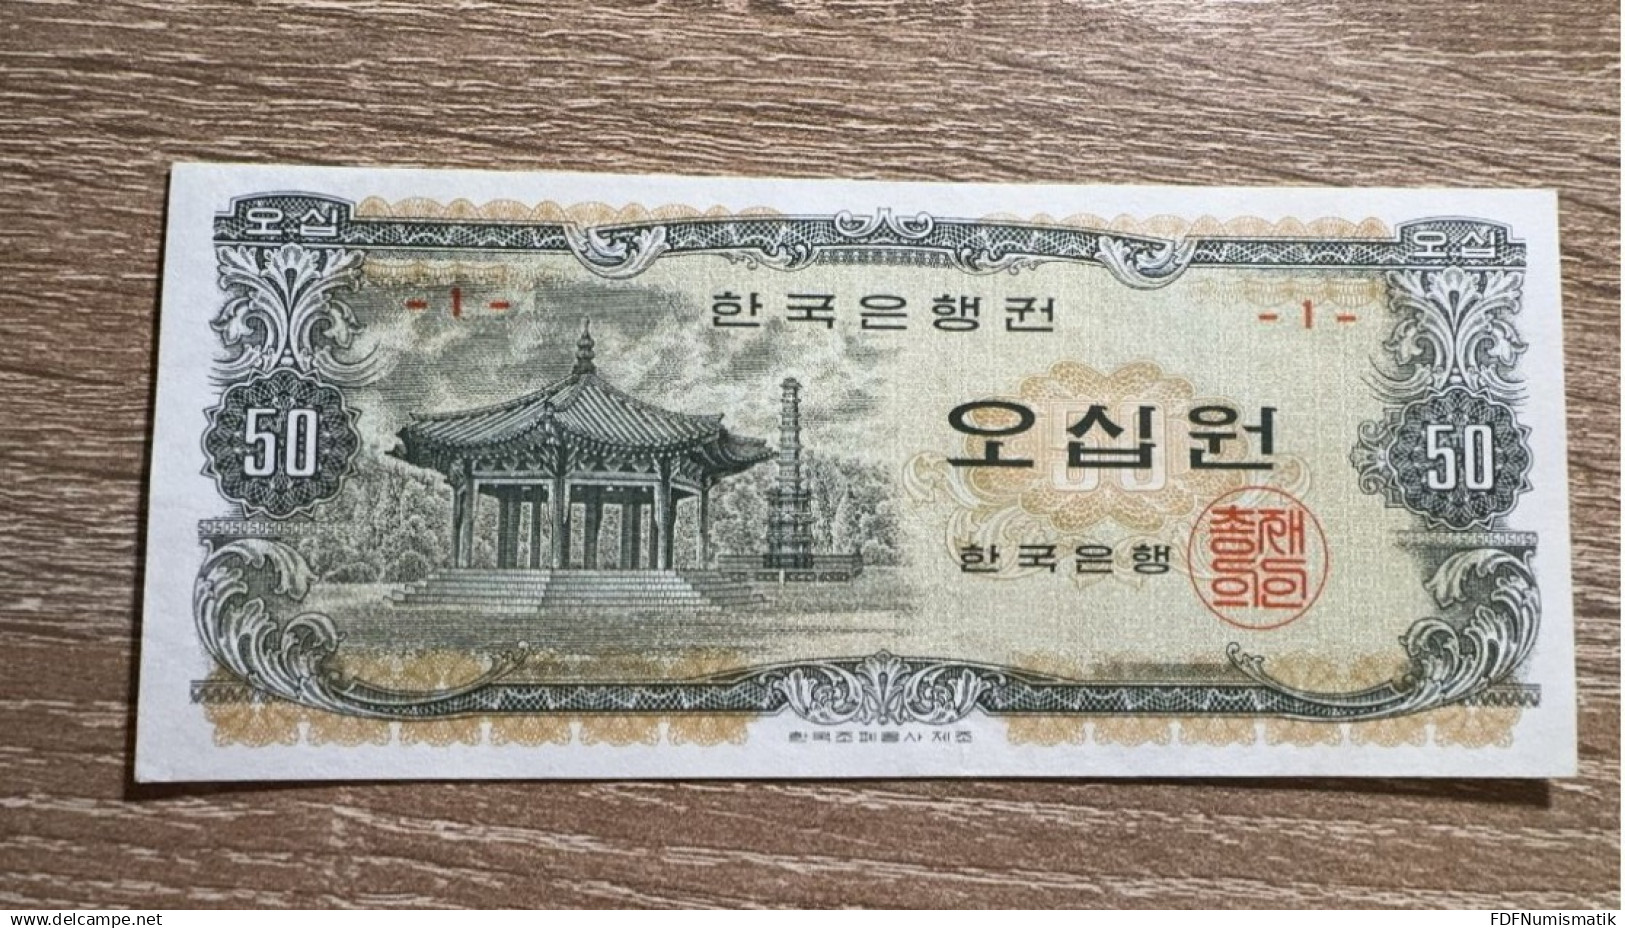 오십 오십
- 1 - 한국은행권 - 1 -
50 오십원 50
50
한국은행 총재의인
한국조폐공사제조
www.delcampe.net FDFNumismatik